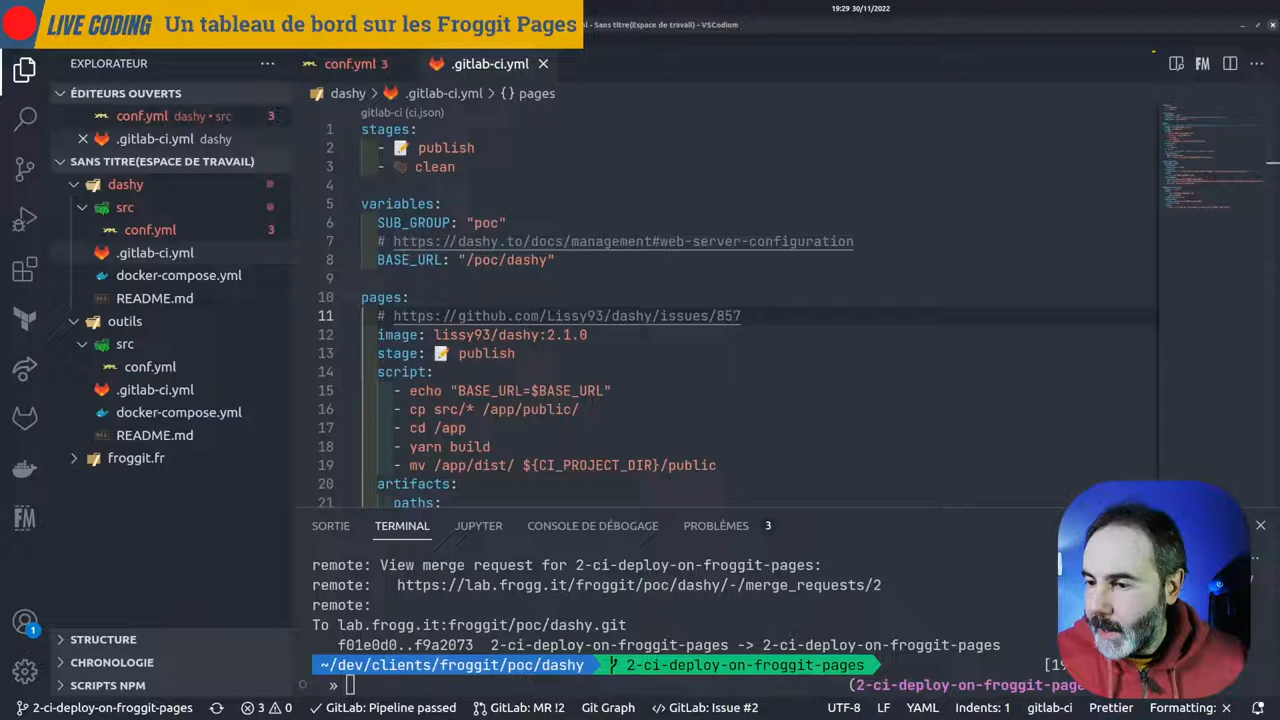 LIVE CODING Un tableau de bord sur les Froggit Pages
- Sans titre(Espace de travail) - VSCodium
19:29 30/11/2022
EXPLORATEUR
ÉDITEURS OUVERTS
conf.yml dashy • src 3
.gitlab-ci.yml dashy
SANS TITRE(ESPACE DE TRAVAIL)
dashy
src
conf.yml 3
.gitlab-ci.yml
docker-compose.yml
README.md
outils
src
conf.yml
.gitlab-ci.yml
docker-compose.yml
README.md
froggit.fr
STRUCTURE
CHRONOLOGIE
SCRIPTS NPM
FM
1
conf.yml 3
.gitlab-ci.yml
FM
dashy > .gitlab-ci.yml > {} pages
gitlab-ci (ci.json)
1 stages:
2 - 📝 publish
3 - clean
4
5 variables:
6 SUB_GROUP: "poc"
7 # https://dashy.to/docs/management#web-server-configuration
8 BASE_URL: "/poc/dashy"
9
10 pages:
11 # https://github.com/Lissy93/dashy/issues/857
12 image: lissy93/dashy:2.1.0
13 stage: 📝 publish
14 script:
15 - echo "BASE_URL=$BASE_URL"
16 - cp src/* /app/public/
17 - cd /app
18 - yarn build
19 - mv /app/dist/ ${CI_PROJECT_DIR}/public
20 artifacts:
21 paths:
SORTIE TERMINAL JUPYTER CONSOLE DE DÉBOGAGE PROBLÈMES 3
remote: View merge request for 2-ci-deploy-on-froggit-pages:
remote: https://lab.frogg.it/froggit/poc/dashy/-/merge_requests/2
remote:
To lab.frogg.it:froggit/poc/dashy.git
f01e0d0..f9a2073 2-ci-deploy-on-froggit-pages -> 2-ci-deploy-on-froggit-pages
~/dev/clients/froggit/poc/dashy 2-ci-deploy-on-froggit-pages
» (2-ci-deploy-on-froggit-page
2-ci-deploy-on-froggit-pages 3 0 GitLab: Pipeline passed GitLab: MR !2 Git Graph GitLab: Issue #2 UTF-8 LF YAML Indents: 1 gitlab-ci Prettier Formatting: ×